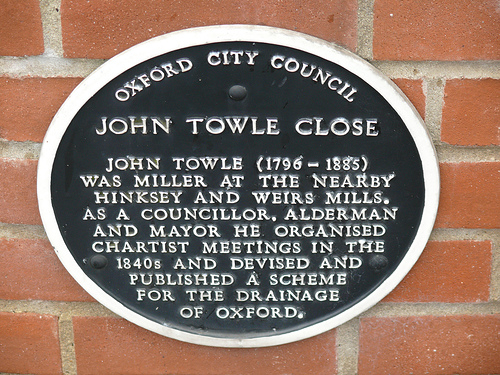 OXFORD CITY COUNCIL
JOHN TOWLE CLOSE
JOHN TOWLE (1796 – 1885)
WAS MILLER AT THE NEARBY
HINKSEY AND WEIRS MILLS.
AS A COUNCILLOR, ALDERMAN
AND MAYOR HE ORGANISED
CHARTIST MEETINGS IN THE
1840s AND DEVISED AND
PUBLISHED A SCHEME
FOR THE DRAINAGE
OF OXFORD.